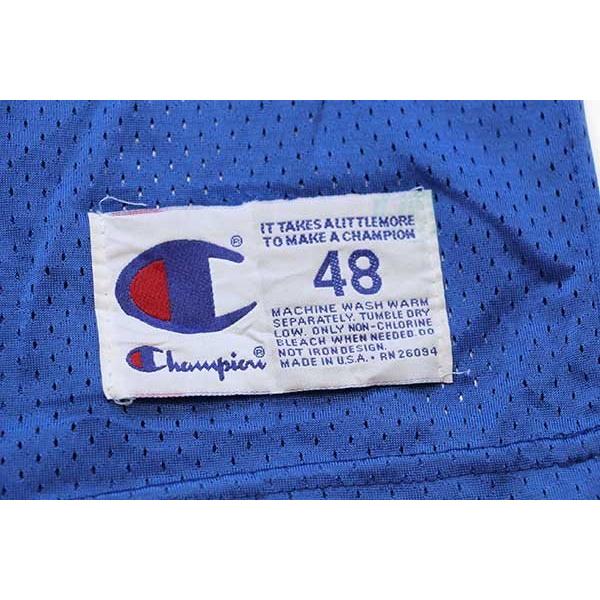 Champion®
®
IT TAKES A LITTLE MORE
TO MAKE A CHAMPION
48
MACHINE WASH WARM
SEPARATELY. TUMBLE DRY
LOW. ONLY NON-CHLORINE
BLEACH WHEN NEEDED. DO
NOT IRON DESIGN.
MADE IN U.S.A. • RN 26094